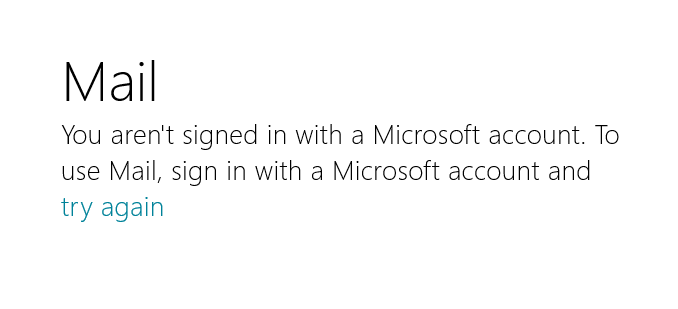 Mail
You aren't signed in with a Microsoft account. To
use Mail, sign in with a Microsoft account and
try again